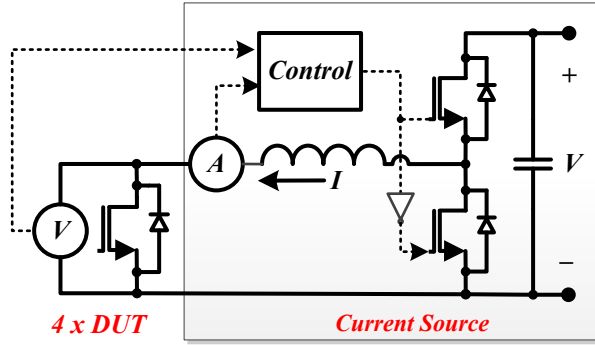 Control
+
A
I
V
V
−
4 x DUT
Current Source